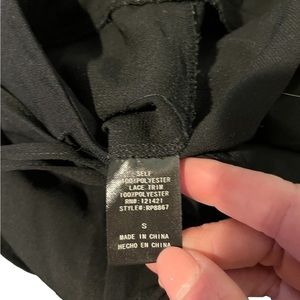 SELF
100%POLYESTER
LACE TRIM
100%POLYESTER
RN#: 121421
STYLE#:RP8867
S
MADE IN CHINA
HECHO EN CHINA